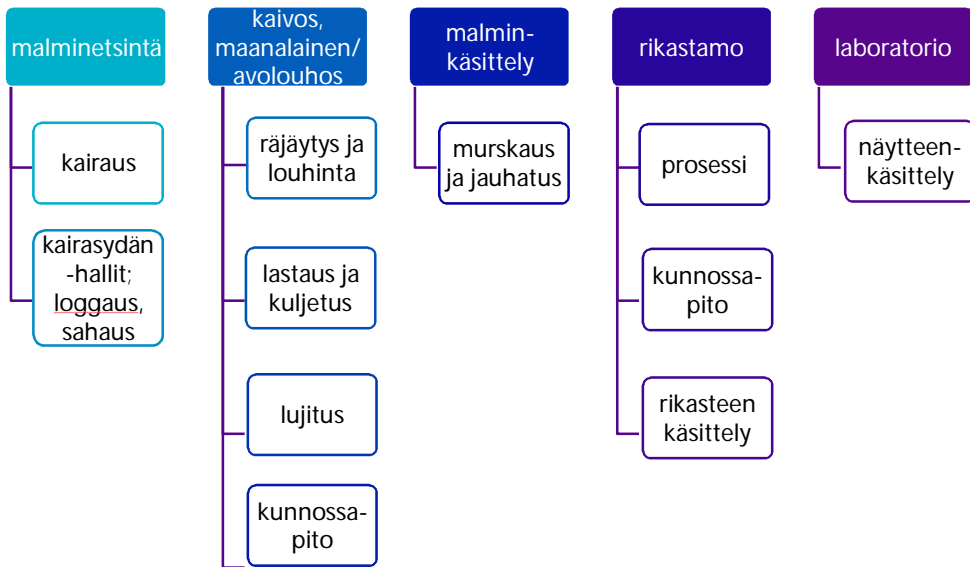 malminetsintä
kairaus
kairasydän
-hallit;
loggaus,
sahaus
kaivos,
maanalainen/
avolouhos
räjäytys ja
louhinta
lastaus ja
kuljetus
lujitus
kunnossa-
pito
malmin-
käsittely
murskaus
ja jauhatus
rikastamo
prosessi
kunnossa-
pito
rikasteen
käsittely
laboratorio
näytteen-
käsittely